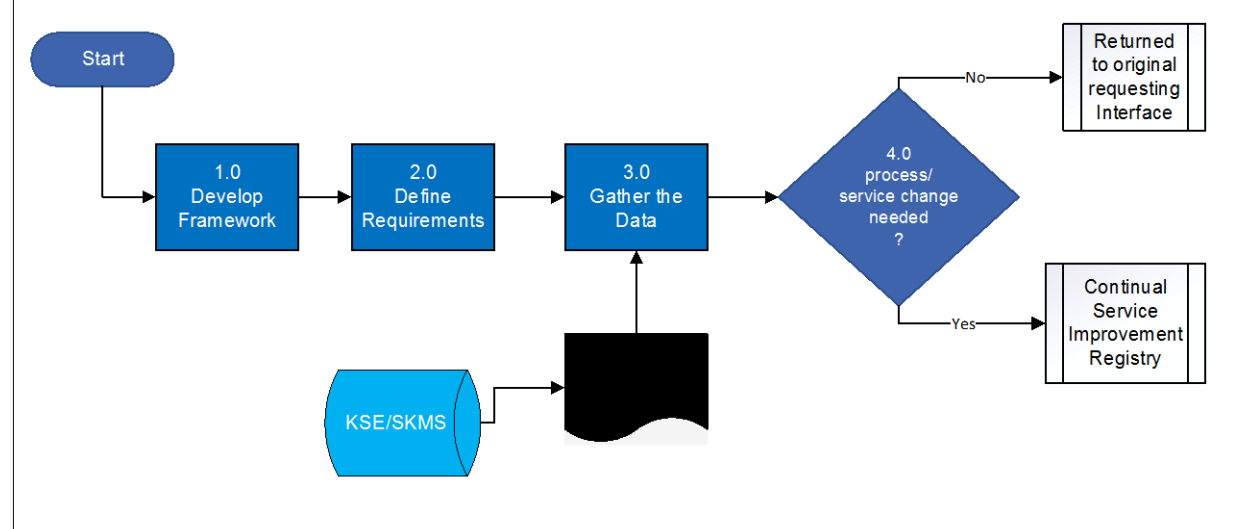 Start
1.0
Develop
Framework
2.0
Define
Requirements
3.0
Gather the
Data
4.0
process/
service change
needed
?
No
Returned
to original
requesting
Interface
Yes
Continual
Service
Improvement
Registry
KSE/SKMS